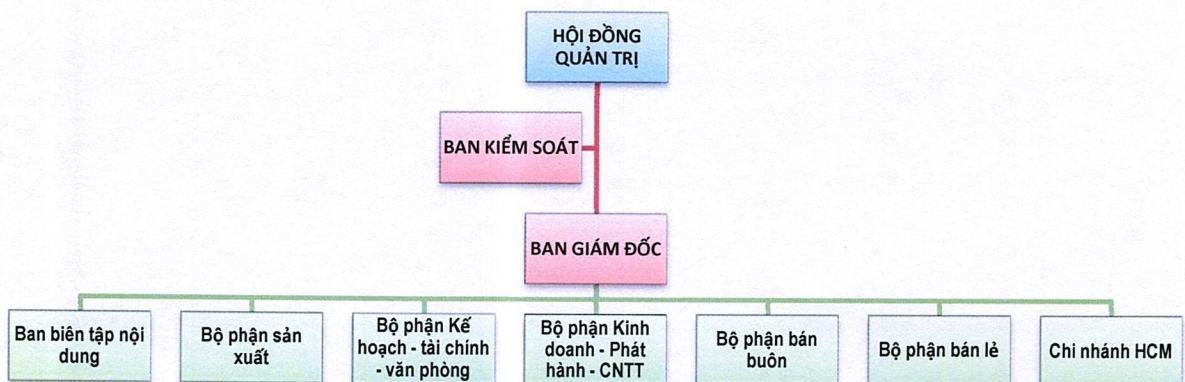 HỘI ĐỒNG
QUẢN TRỊ
BAN KIỂM SOÁT
BAN GIÁM ĐỐC
Ban biên tập nội
dung
Bộ phận sản
xuất
Bộ phận Kế
hoạch - tài chính
- văn phòng
Bộ phận Kinh
doanh - Phát
hành - CNTT
Bộ phận bán
buôn
Bộ phận bán lẻ
Chi nhánh HCM